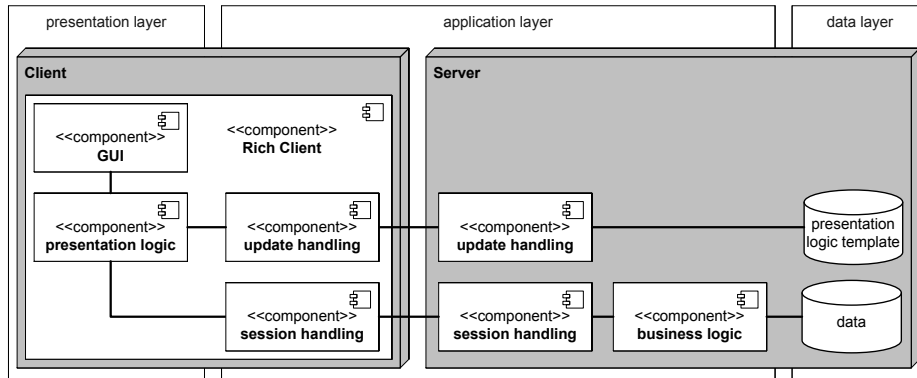 presentation layer
application layer
data layer
Client
Server
<<component>>
GUI
<<component>>
Rich Client
<<component>>
presentation logic
<<component>>
update handling
<<component>>
update handling
presentation
logic template
<<component>>
session handling
<<component>>
session handling
<<component>>
business logic
data